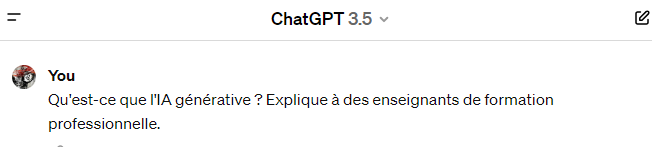 ChatGPT 3.5
You
Qu'est-ce que l'IA générative ? Explique à des enseignants de formation
professionnelle.